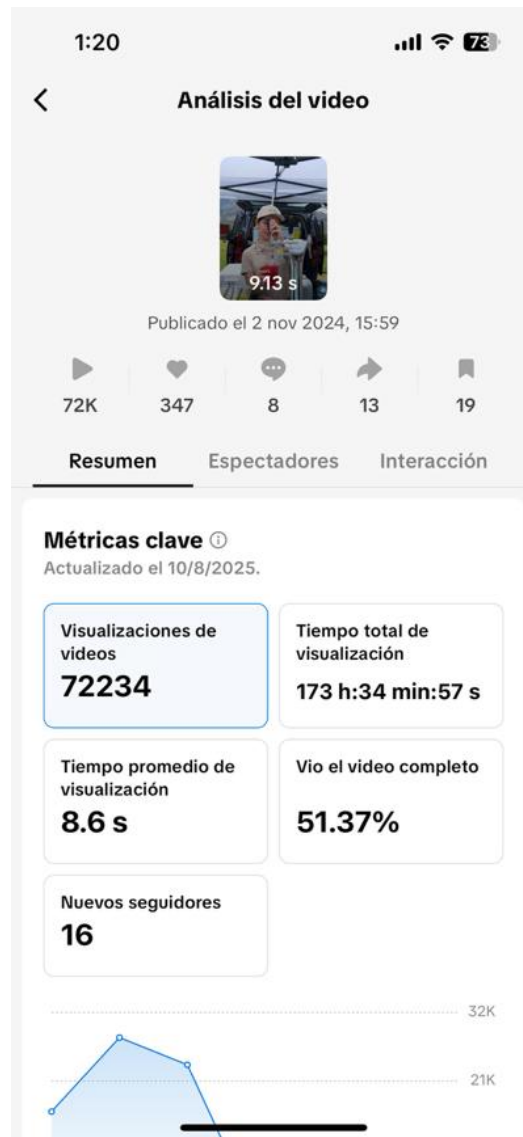 1:20
73
Análisis del video
9.13 s
Publicado el 2 nov 2024, 15:59
72K 347 8 13 19
Resumen Espectadores Interacción
Métricas clave
Actualizado el 10/8/2025.
Visualizaciones de
videos
72234
Tiempo total de
visualización
173 h:34 min:57 s
Tiempo promedio de
visualización
8.6 s
Vio el video completo
51.37%
Nuevos seguidores
16
32K
21K